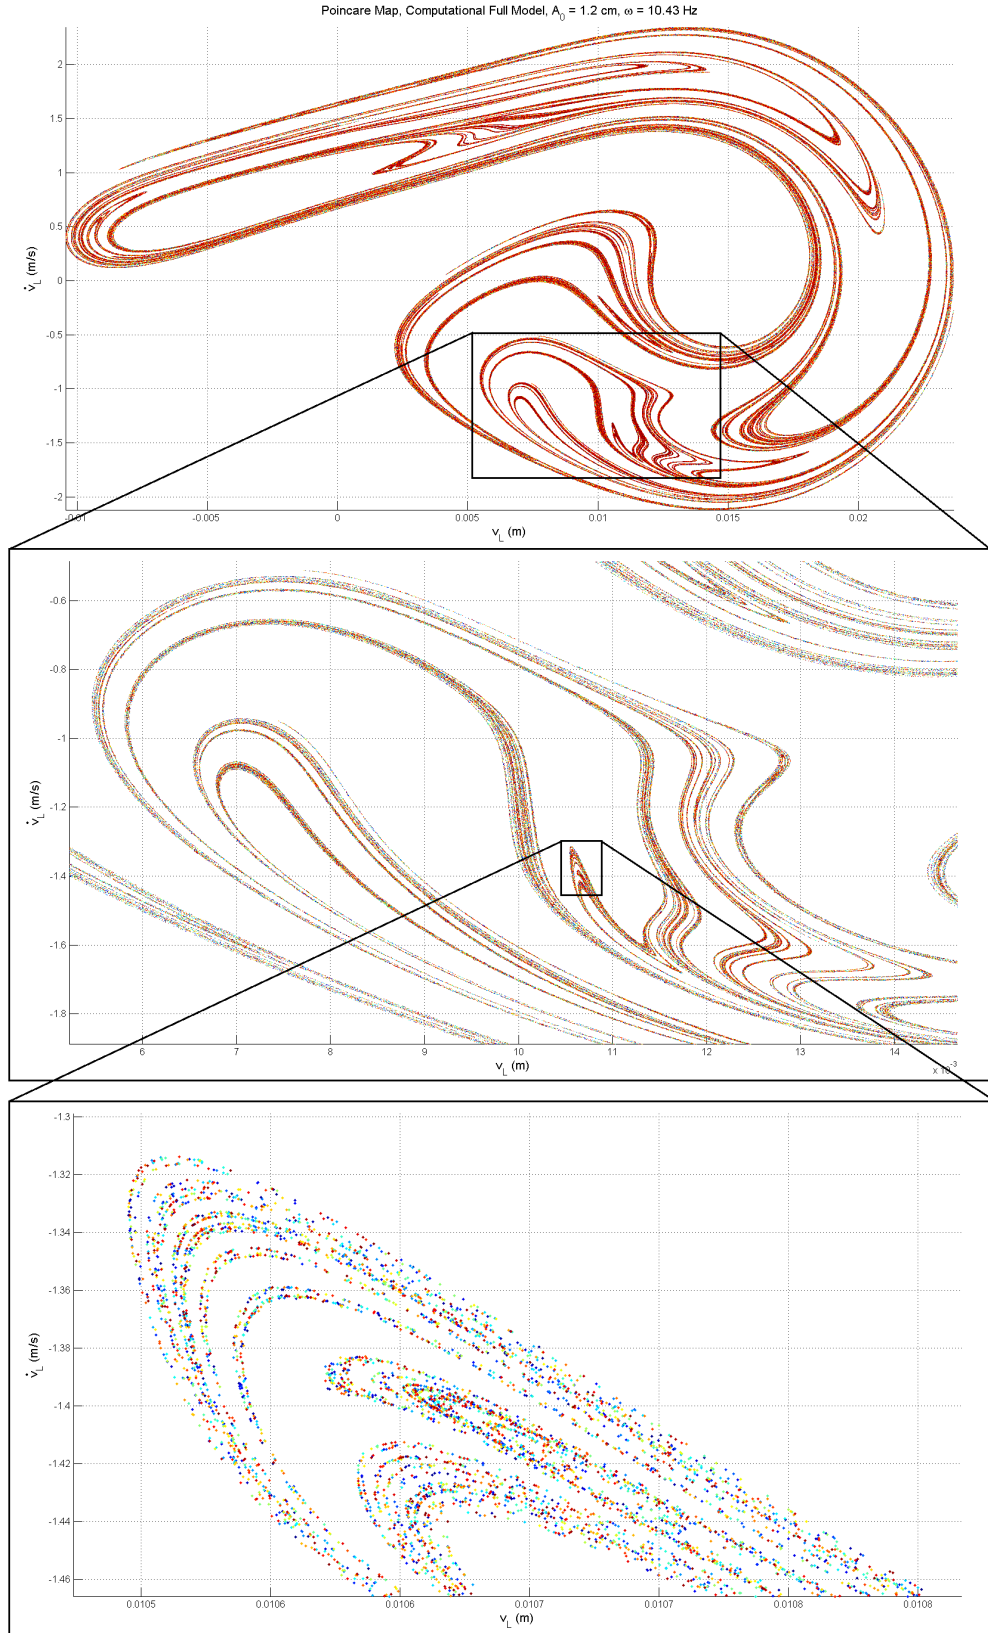 Poincare Map, Computational Full Model, A0 = 1.2 cm, ω = 10.43 Hz
2
1.5
1
0.5
0
-0.5
-1
-1.5
-2
v̇L (m/s)
-0.01 -0.005 0 0.005 0.01 0.015 0.02
vL (m)
-0.6
-0.8
-1
-1.2
-1.4
-1.6
-1.8
v̇L (m/s)
6 7 8 9 10 11 12 13 14
x 10-3
vL (m)
-1.3
-1.32
-1.34
-1.36
-1.38
-1.4
-1.42
-1.44
-1.46
v̇L (m/s)
0.0105 0.0106 0.0106 0.0107 0.0107 0.0108 0.0108
vL (m)